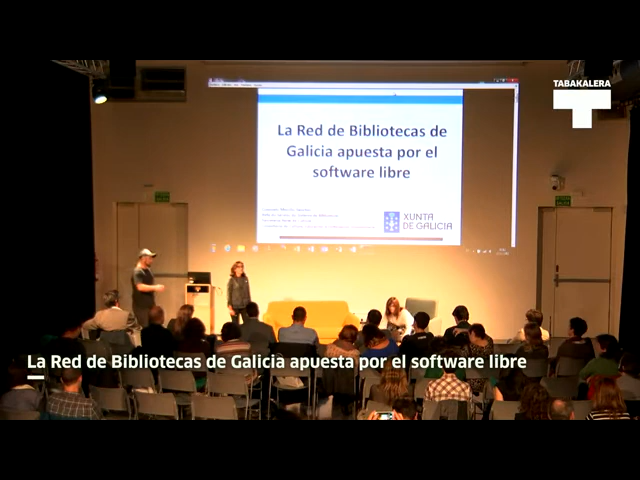 TABAKALERA
La Red de Bibliotecas de
Galicia apuesta por el
software libre
XUNTA
DE GALICIA
La Red de Bibliotecas de Galicia apuesta por el software libre